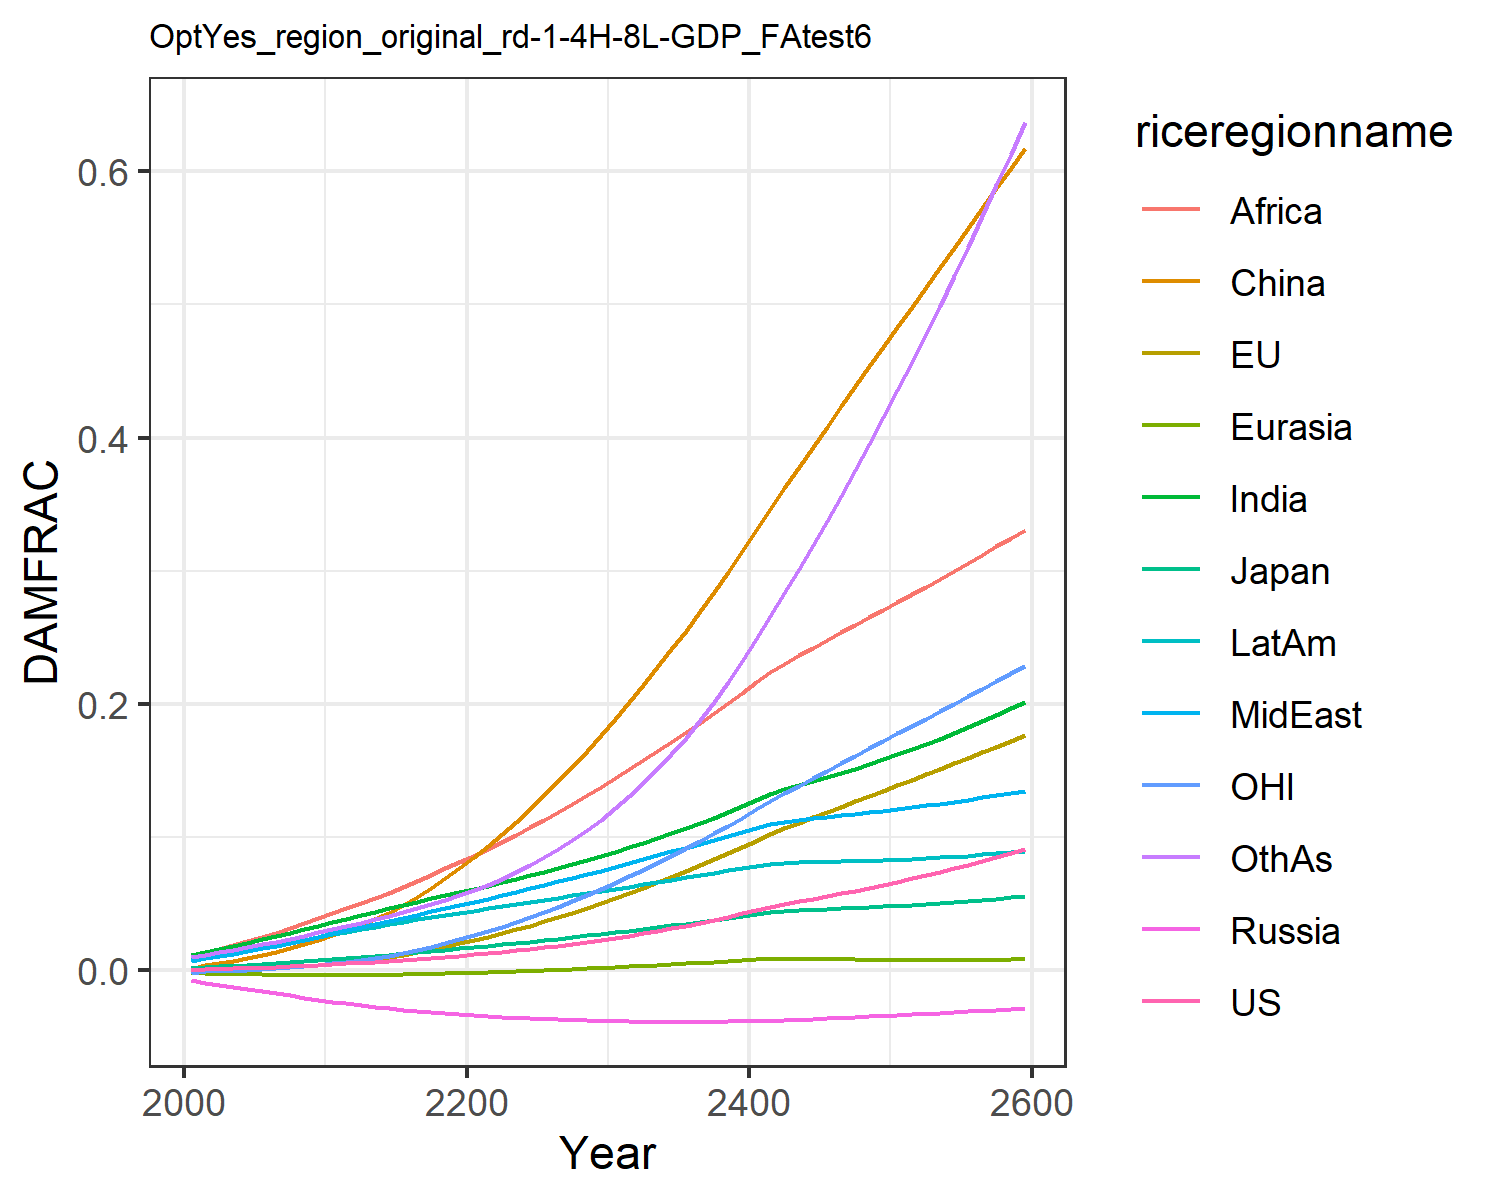 OptYes_region_original_rd-1-4H-8L-GDP_FAtest6
DAMFRAC
0.6
0.4
0.2
0.0
2000 2200 2400 2600
Year
riceregionname
Africa
China
EU
Eurasia
India
Japan
LatAm
MidEast
OHI
OthAs
Russia
US